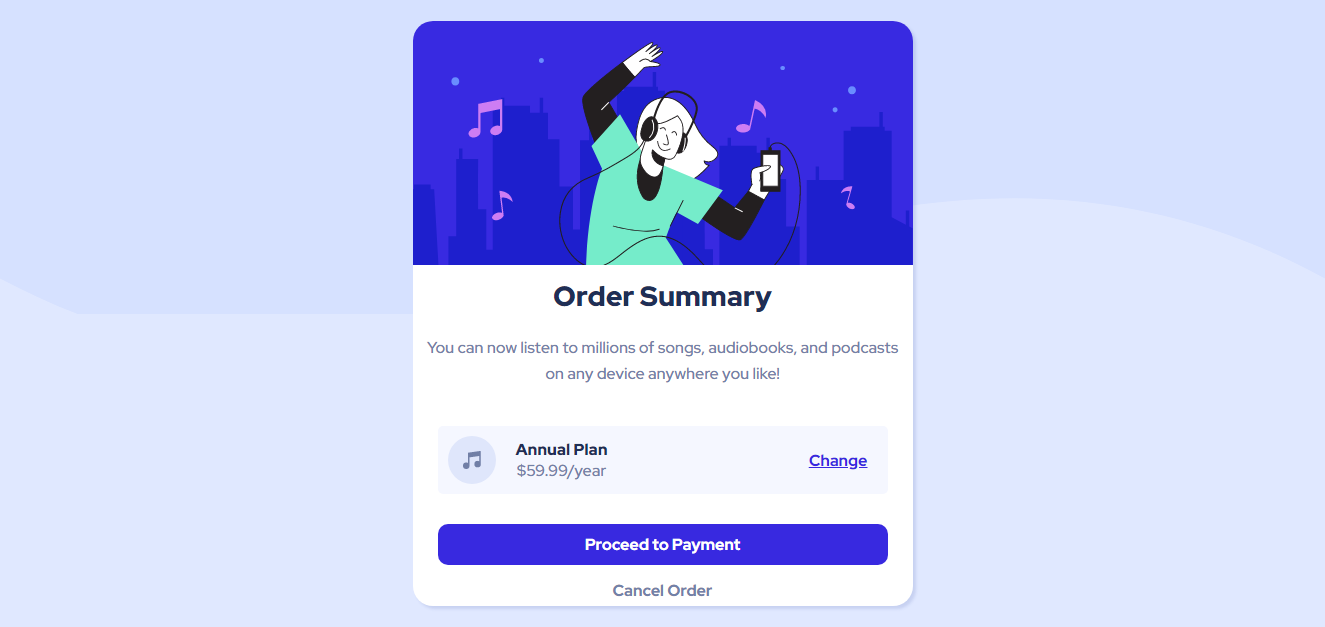 Order Summary
You can now listen to millions of songs, audiobooks, and podcasts
on any device anywhere you like!
Annual Plan
$59.99/year
Change
Proceed to Payment
Cancel Order